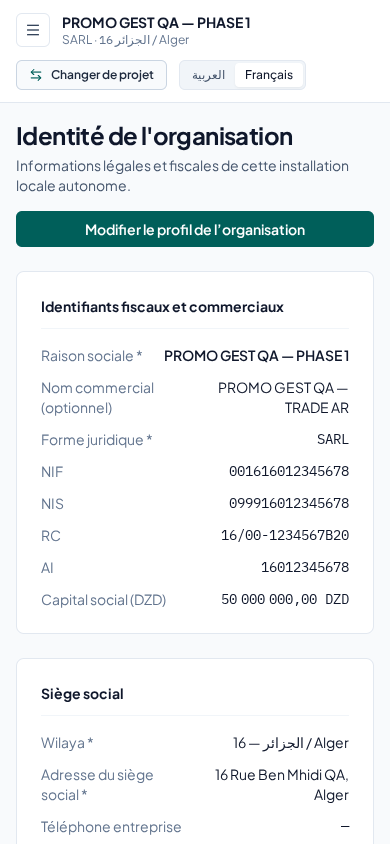 PROMO GEST QA — PHASE 1
SARL · 16 الجزائر / Alger
Changer de projet
العربية
Français
Identité de l'organisation
Informations légales et fiscales de cette installation
locale autonome.
Modifier le profil de l’organisation
Identifiants fiscaux et commerciaux
Raison sociale * PROMO GEST QA — PHASE 1
Nom commercial (optionnel) PROMO GEST QA — TRADE AR
Forme juridique * SARL
NIF 001616012345678
NIS 099916012345678
RC 16/00-1234567B20
AI 16012345678
Capital social (DZD) 50 000 000,00 DZD
Siège social
Wilaya * 16 — الجزائر / Alger
Adresse du siège social * 16 Rue Ben Mhidi QA, Alger
Téléphone entreprise —